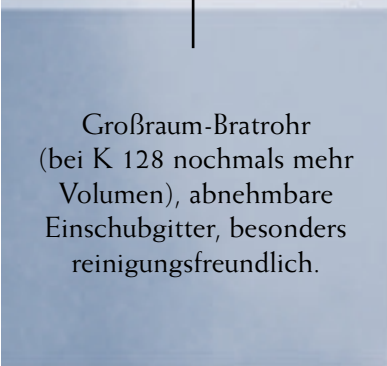 Großraum-Bratrohr
(bei K 128 nochmals mehr
Volumen), abnehmbare
Einschubgitter, besonders
reinigungsfreundlich.